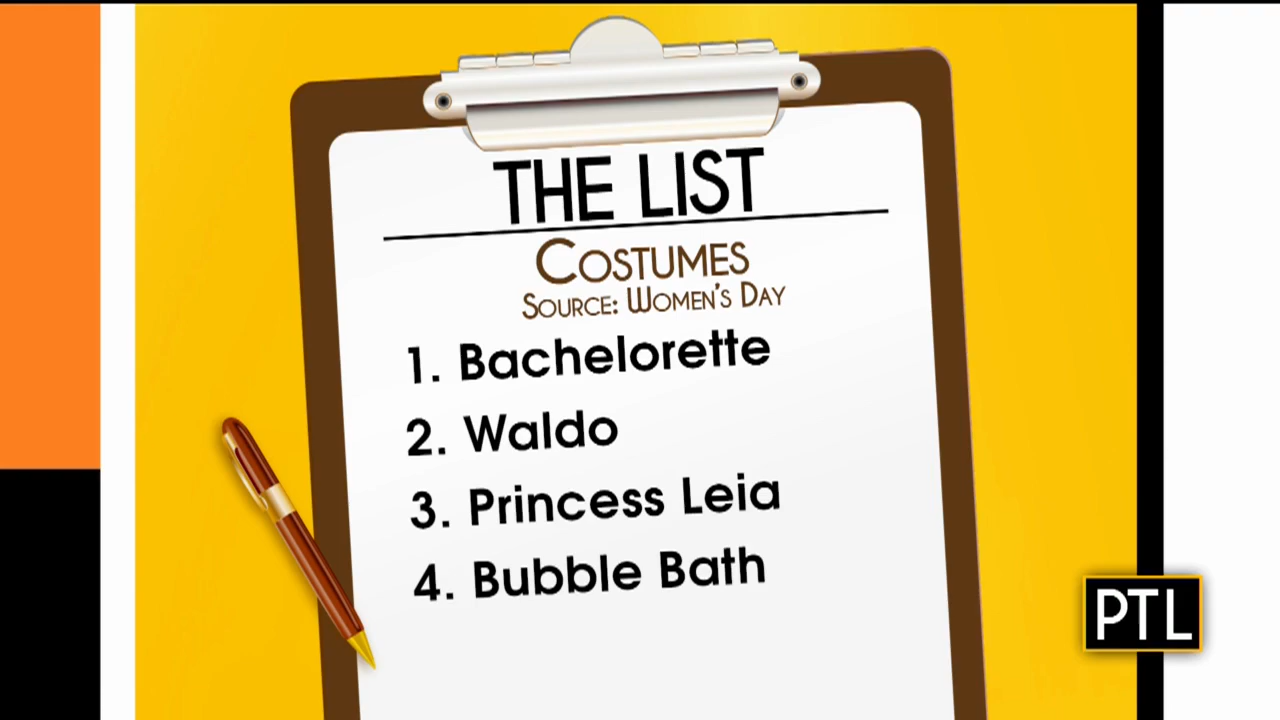 THE LIST
COSTUMES
SOURCE: WOMEN'S DAY
1. Bachelorette
2. Waldo
3. Princess Leia
4. Bubble Bath
PTL